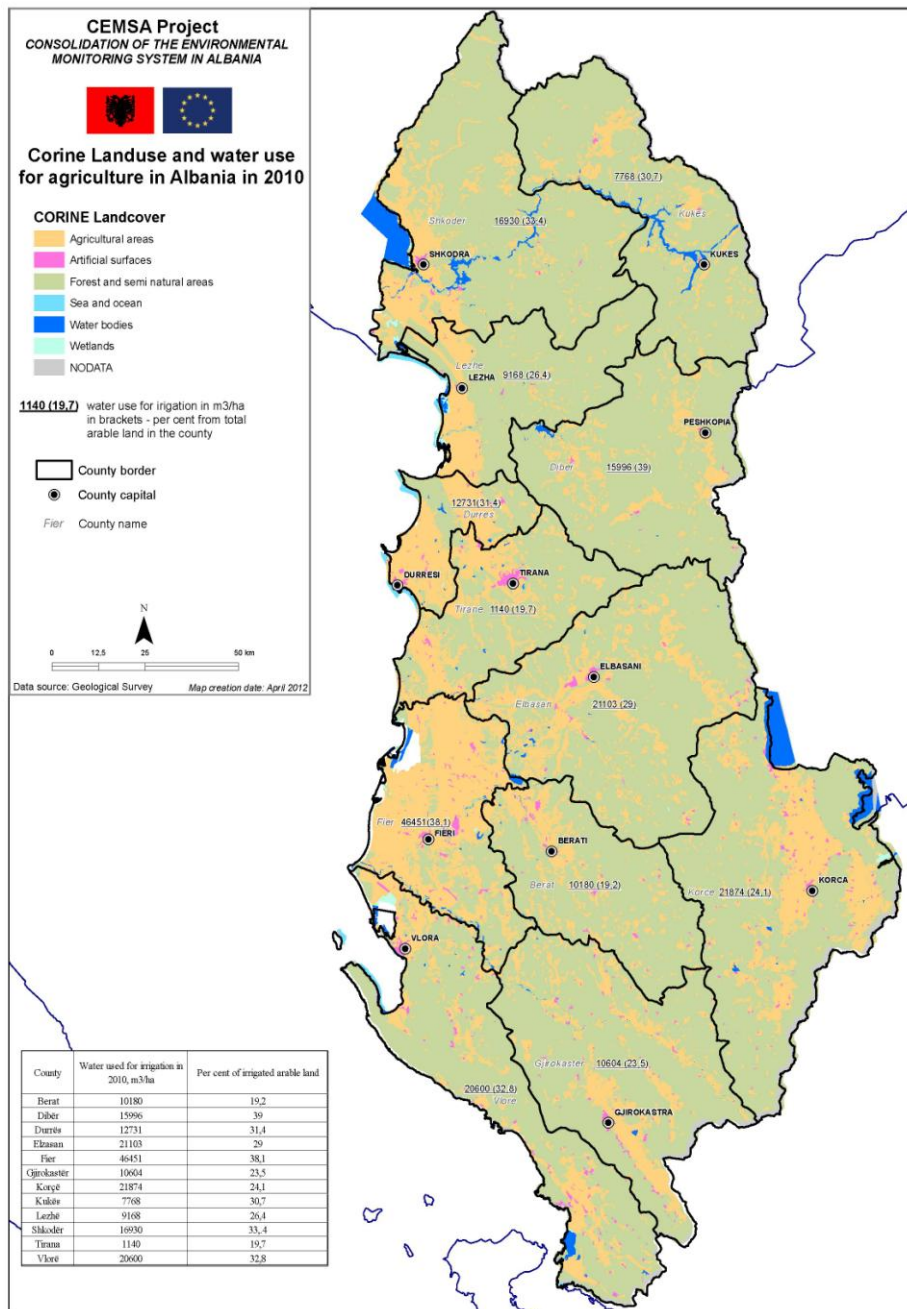 CEMSA Project
CONSOLIDATION OF THE ENVIRONMENTAL
MONITORING SYSTEM IN ALBANIA
Corine Landuse and water use
for agriculture in Albania in 2010
CORINE Landcover
Agricultural areas
Artificial surfaces
Forest and semi natural areas
Sea and ocean
Water bodies
Wetlands
NODATA
1140 (19,7) water use for irigation in m3/ha
in brackets - per cent from total
arable land in the county
County border
County capital
Fier County name
N
0 12,5 25 50 km
Data source: Geological Survey Map creation date: April 2012
7768 (30,7)
Kukës
Shkoder 16930 (33,4)
SHKODRA
KUKES
Lezhe
9168 (26,4)
LEZHA
PESHKOPIA
Diber 15996 (39)
12731(31,4)
Durrës
DURRESI
TIRANA
Tirane 1140 (19,7)
ELBASANI
Elbasan 21103 (29)
Fier 46451(38,1)
FIERI
BERATI
Berat 10180 (19,2)
Korce 21874 (24,1)
KORCA
VLORA
Gjirokaster 10604 (23,5)
20600 (32,8)
Vlorë
GJIROKASTRA
County Water used for irrigation in 2010, m3/ha Per cent of irrigated arable land
Berat 10180 19,2
Dibër 15996 39
Durrës 12731 31,4
Elzasan 21103 29
Fier 46451 38,1
Gjirokastër 10604 23,5
Korçë 21874 24,1
Kukës 7768 30,7
Lezhë 9168 26,4
Shkodër 16930 33,.4
Tirana 1140 19,7
Vlorë 20600 32,8